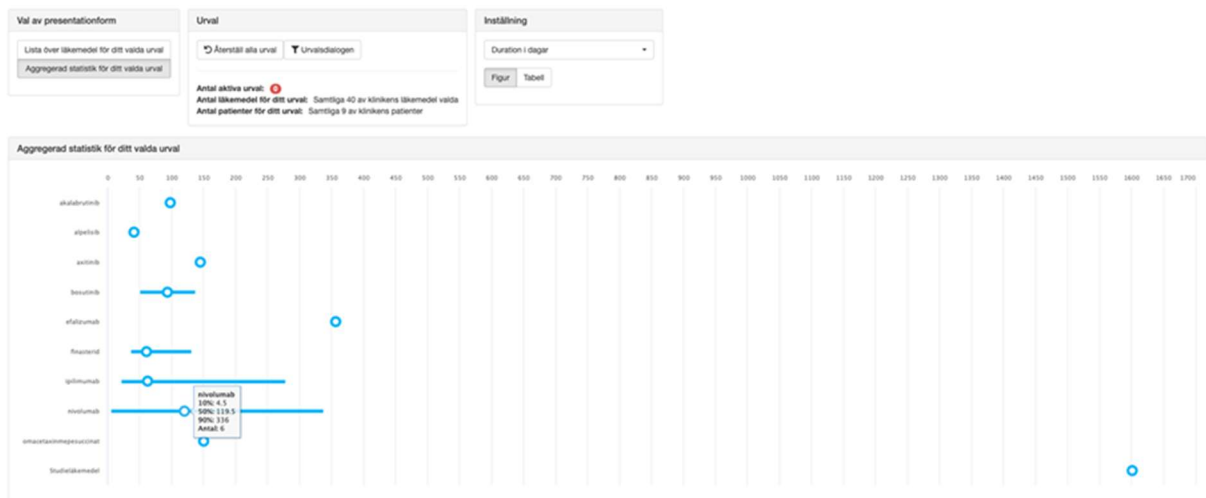 Val av presentationform
Lista över läkemedel för ditt valda urval
Aggregerad statistik för ditt valda urval
Urval
Återställ alla urval
Urvalsdialogen
Antal aktiva urval: 0
Antal läkemedel för ditt urval: Samtliga 40 av klinikens läkemedel valda
Antal patienter för ditt urval: Samtliga 9 av klinikens patienter
Inställning
Duration i dagar
Figur Tabell
Aggregerad statistik för ditt valda urval
0 50 100 150 200 250 300 350 400 450 500 550 600 650 700 750 800 850 900 950 1000 1050 1100 1150 1200 1250 1300 1350 1400 1450 1500 1550 1600 1650 1700
akalabrutinib
alpelisib
axitinib
bosutinib
efalizumab
finasterid
ipilimumab
nivolumab
nivolumab
10%: 4.5
50%: 119.5
90%: 336
Antal: 6
omacetaxinmepesuccinat
Studieläkemedel